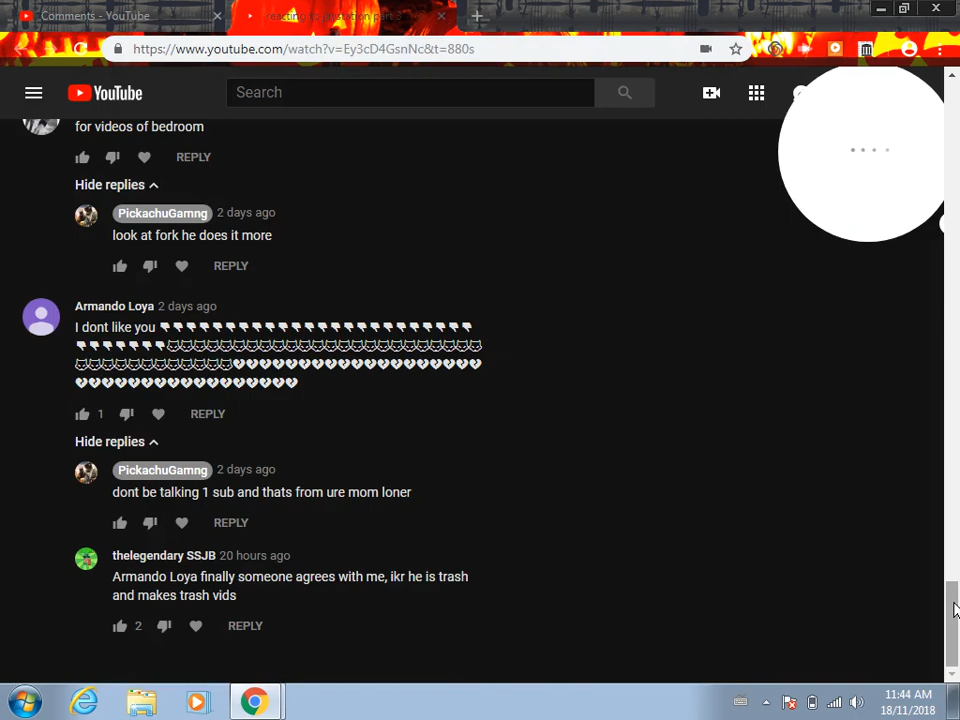 Comments - YouTube
reacting to
https://www.youtube.com/watch?v=Ey3cD4GsnNc&t=880s
YouTube
Search
for videos of bedroom
REPLY
Hide replies
PickachuGamng 2 days ago
look at fork he does it more
REPLY
Armando Loya 2 days ago
I dont like you 👎👎👎👎👎👎👎👎👎👎👎👎👎👎👎👎👎👎👎👎👎👎👎👎
👎👎👎👎👎👎👎🐱🐱🐱🐱🐱🐱🐱🐱🐱🐱🐱🐱🐱🐱🐱🐱🐱🐱🐱🐱🐱🐱🐱🐱
🐱🐱🐱🐱🐱🐱🐱🐱🐱🐱🐱🐱💔💔💔💔💔💔💔💔💔💔💔💔💔💔💔💔💔💔💔
💔💔💔💔💔💔💔💔💔💔💔💔💔💔💔💔💔
1 REPLY
Hide replies
PickachuGamng 2 days ago
dont be talking 1 sub and thats from ure mom loner
REPLY
thelegendary SSJB 20 hours ago
Armando Loya finally someone agrees with me, ikr he is trash
and makes trash vids
2 REPLY
11:44 AM
18/11/2018